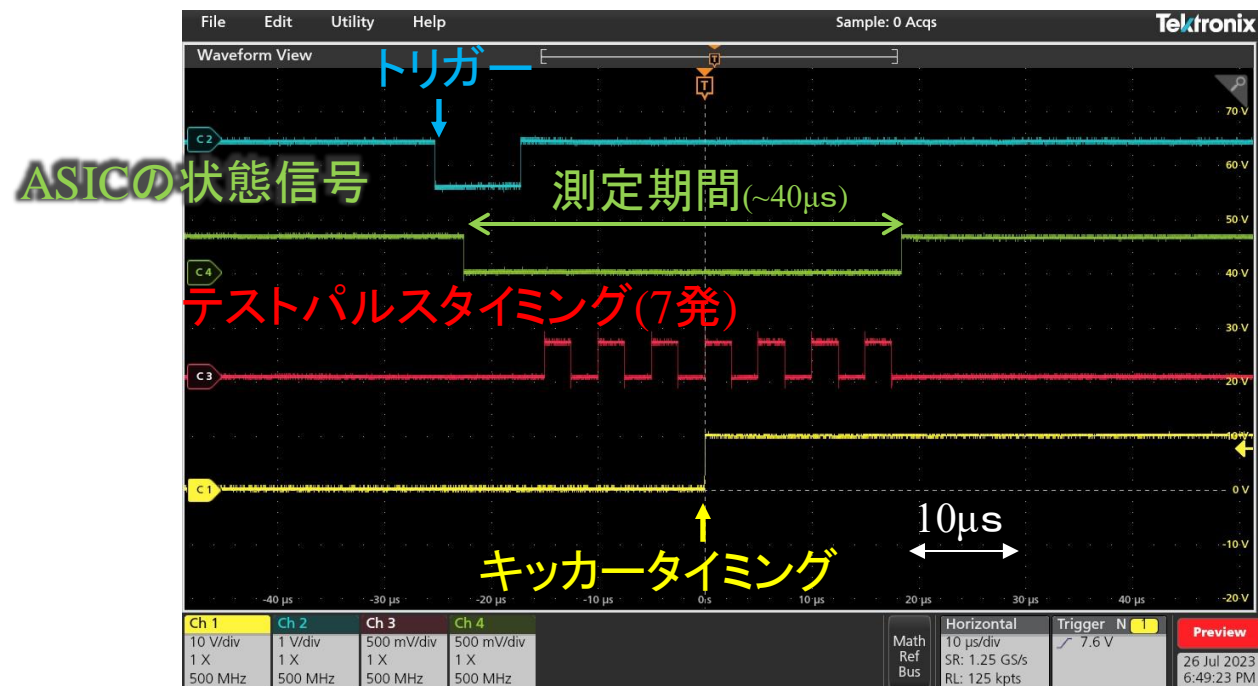 File Edit Utility Help
Sample: 0 Acqs
Tektronix
Waveform View
トリガー
T
T
70 V
C2
60 V
ASICの状態信号
測定期間(~40μs)
50 V
C4
40 V
テストパルスタイミング(7発)
30 V
C3
20 V
10 V
C1
0 V
10μs
-10 V
キッカータイミング
-40 μs -30 μs -20 μs -10 μs 0s 10 μs 20 μs 30 μs 40 μs
-20 V
Ch 1
10 V/div
1 X
500 MHz
Ch 2
1 V/div
1 X
500 MHz
Ch 3
500 mV/div
1 X
500 MHz
Ch 4
500 mV/div
1 X
500 MHz
Math
Ref
Bus
Horizontal
10 μs/div
SR: 1.25 GS/s
RL: 125 kpts
Trigger N 1
7.6 V
Preview
26 Jul 2023
6:49:23 PM